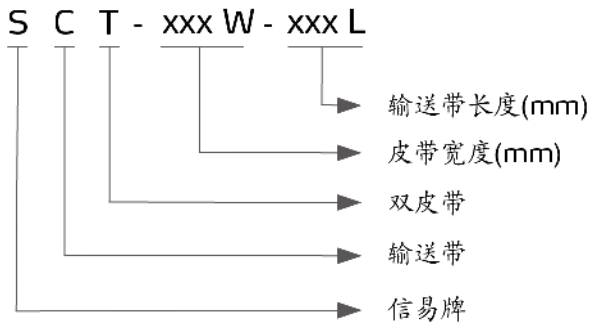 S C T - xxx W - xxx L
输送带长度(mm)
皮带宽度(mm)
双皮带
输送带
信易牌